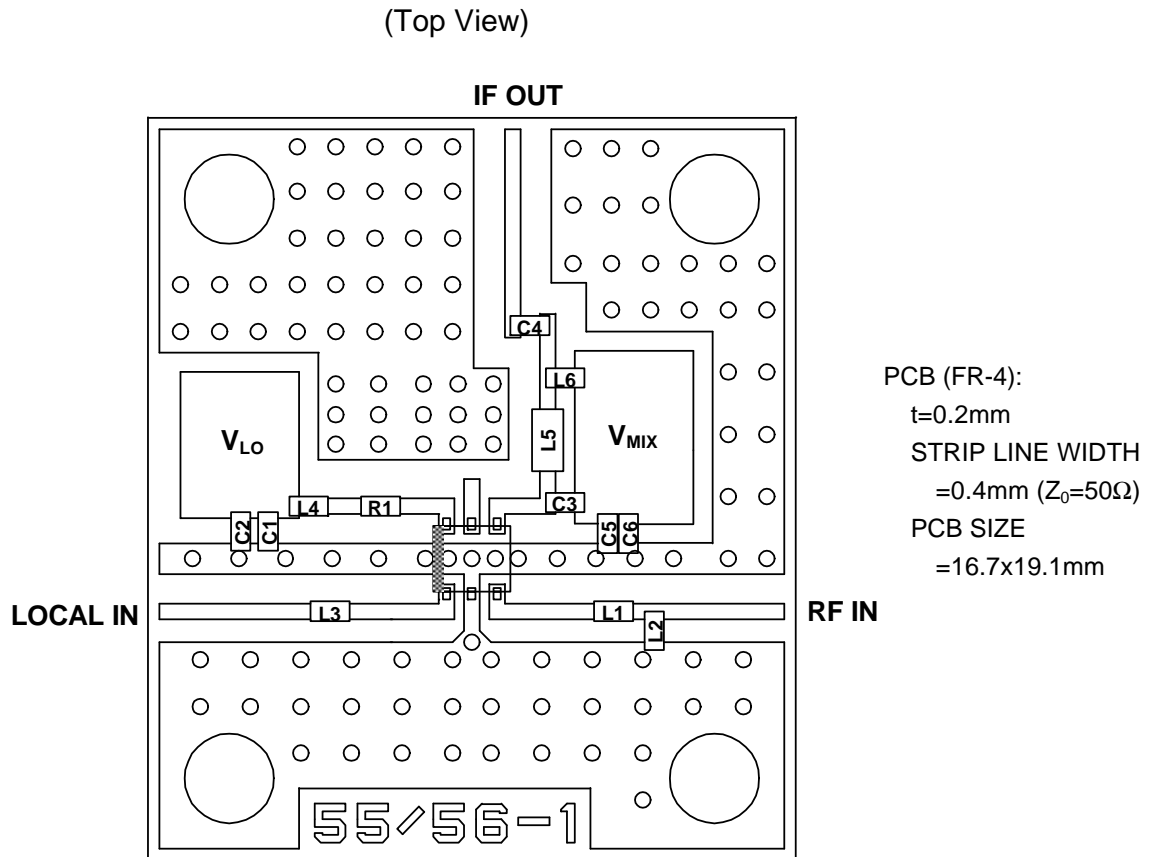 (Top View)
IF OUT
C4
L6
L5
V_LO
V_MIX
L4
R1
C3
C2
C1
C5
C6
LOCAL IN
L3
L1
RF IN
L2
55/56-1
PCB (FR-4):
t=0.2mm
STRIP LINE WIDTH
=0.4mm (Z₀=50Ω)
PCB SIZE
=16.7x19.1mm